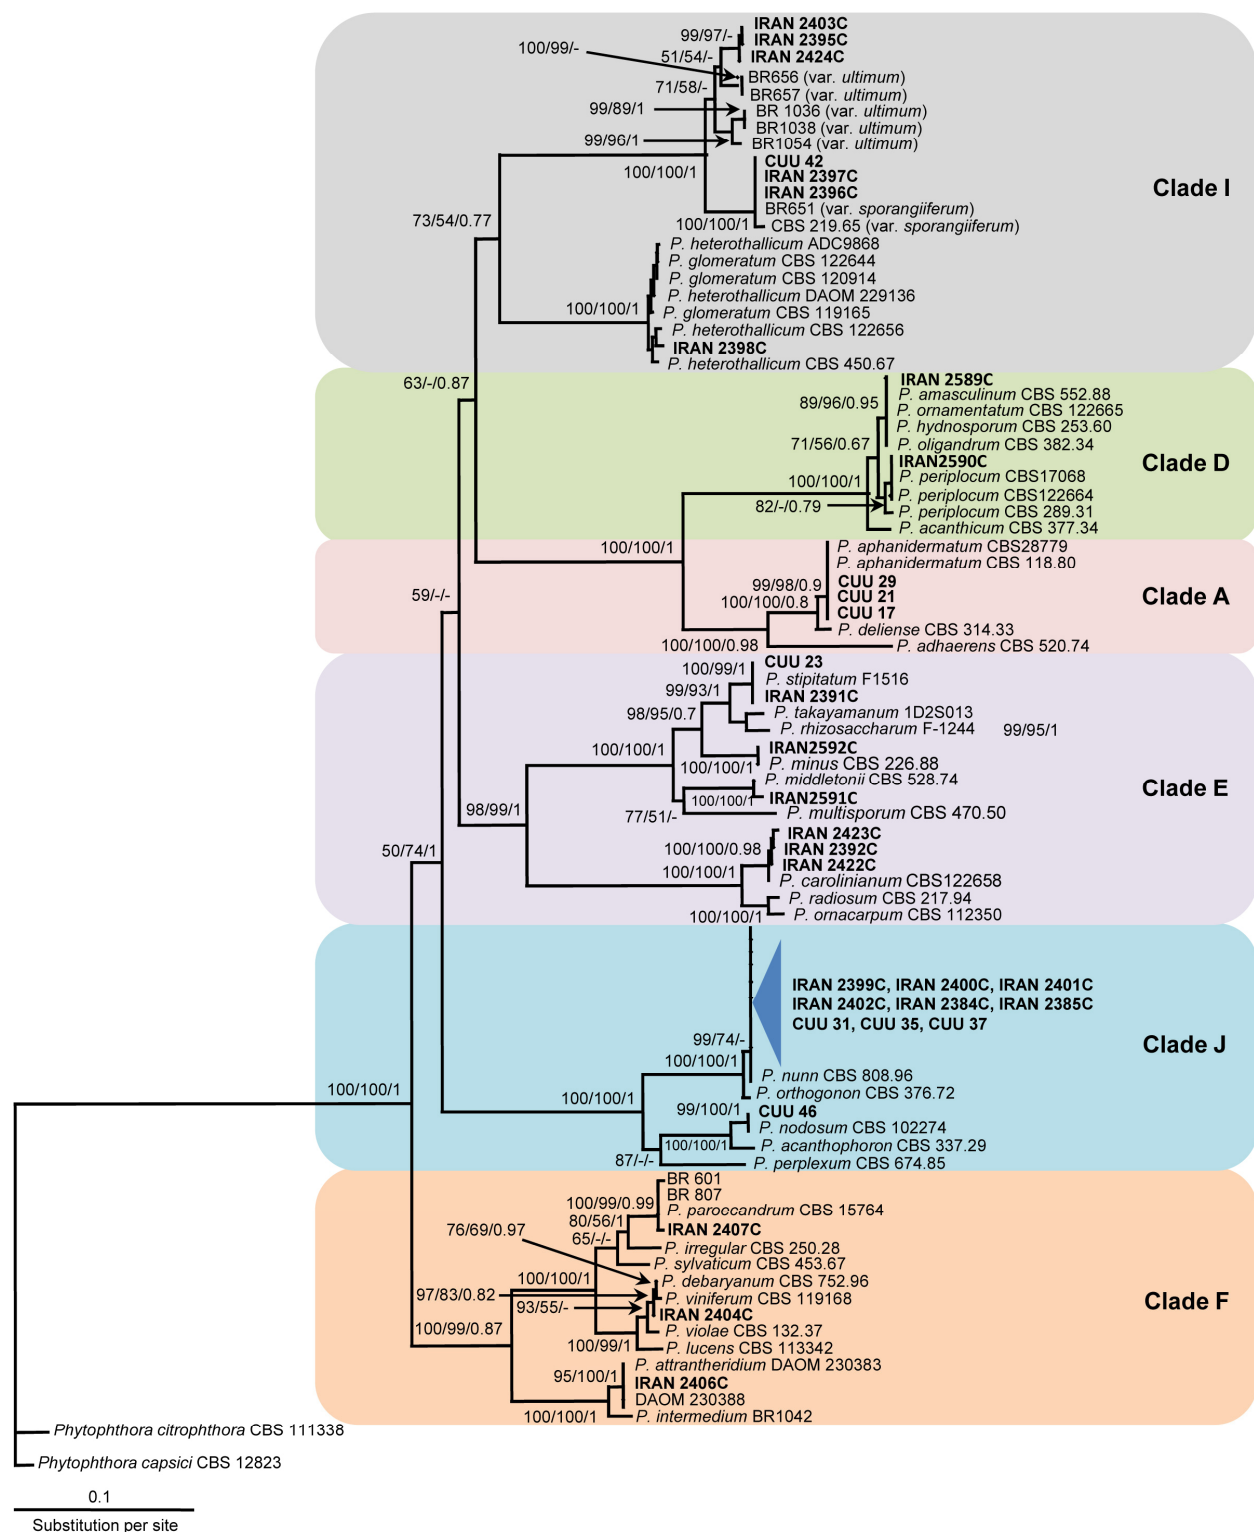 IRAN 2403C
99/97/-
IRAN 2395C
100/99/-
51/54/-
IRAN 2424C
BR656 (var. ultimum)
71/58/-
BR657 (var. ultimum)
99/89/1
BR 1036 (var. ultimum)
BR1038 (var. ultimum)
99/96/1
BR1054 (var. ultimum)
CUU 42
100/100/1
IRAN 2397C
Clade I
IRAN 2396C
BR651 (var. sporangiiferum)
73/54/0.77
100/100/1
CBS 219.65 (var. sporangiiferum)
P. heterothallicum ADC9868
P. glomeratum CBS 122644
P. glomeratum CBS 120914
P. heterothallicum DAOM 229136
100/100/1
P. glomeratum CBS 119165
P. heterothallicum CBS 122656
IRAN 2398C
P. heterothallicum CBS 450.67
63/-/0.87
IRAN 2589C
P. amasculinum CBS 552.88
89/96/0.95
P. ornamentatum CBS 122665
P. hydnosporum CBS 253.60
71/56/0.67
P. oligandrum CBS 382.34
IRAN2590C
Clade D
100/100/1
P. periplocum CBS17068
P. periplocum CBS122664
82/-/0.79
P. periplocum CBS 289.31
P. acanthicum CBS 377.34
100/100/1
P. aphanidermatum CBS28779
P. aphanidermatum CBS 118.80
99/98/0.9
CUU 29
59/-/-
100/100/0.8
CUU 21
Clade A
CUU 17
P. deliense CBS 314.33
100/100/0.98
P. adhaerens CBS 520.74
100/99/1
CUU 23
P. stipitatum F1516
99/93/1
IRAN 2391C
98/95/0.7
P. takayamanum 1D2S013
P. rhizosaccharum F-1244
99/95/1
100/100/1
IRAN2592C
100/100/1
P. minus CBS 226.88
P. middletonii CBS 528.74
Clade E
100/100/1
IRAN2591C
98/99/1
77/51/-
P. multisporum CBS 470.50
IRAN 2423C
50/74/1
100/100/0.98
IRAN 2392C
IRAN 2422C
100/100/1
P. carolinianum CBS122658
P. radiosum CBS 217.94
100/100/1
P. ornacarpum CBS 112350
IRAN 2399C, IRAN 2400C, IRAN 2401C
IRAN 2402C, IRAN 2384C, IRAN 2385C
CUU 31, CUU 35, CUU 37
99/74/-
Clade J
100/100/1
P. nunn CBS 808.96
100/100/1
100/100/1
P. orthogonon CBS 376.72
99/100/1
CUU 46
P. nodosum CBS 102274
100/100/1
P. acanthophoron CBS 337.29
87/-/-
P. perplexum CBS 674.85
BR 601
BR 807
100/99/0.99
P. paroecandrum CBS 15764
80/56/1
76/69/0.97
IRAN 2407C
65/-/-
P. irregular CBS 250.28
P. sylvaticum CBS 453.67
100/100/1
P. debaryanum CBS 752.96
97/83/0.82
P. viniferum CBS 119168
Clade F
93/55/-
IRAN 2404C
100/99/0.87
P. violae CBS 132.37
100/99/1
P. lucens CBS 113342
P. attrantheridium DAOM 230383
95/100/1
IRAN 2406C
DAOM 230388
100/100/1
P. intermedium BR1042
Phytophthora citrophthora CBS 111338
Phytophthora capsici CBS 12823
0.1
Substitution per site